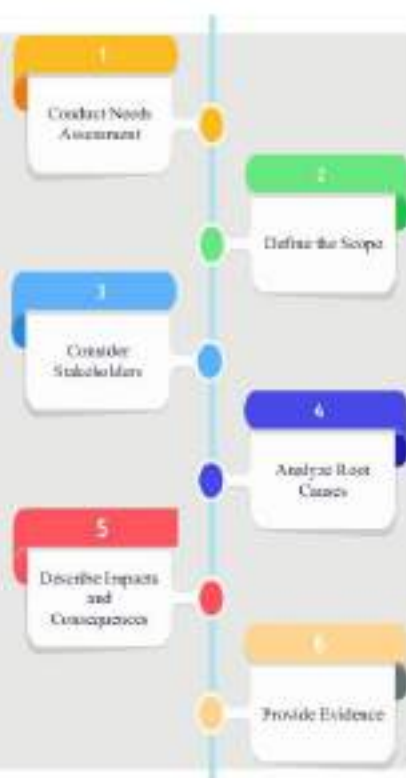 1
Conduct Needs
Assessment
2
Define the Scope
3
Consider
Stakeholders
4
Analyze Root
Causes
5
Describe Impacts
and
Consequences
6
Provide Evidence